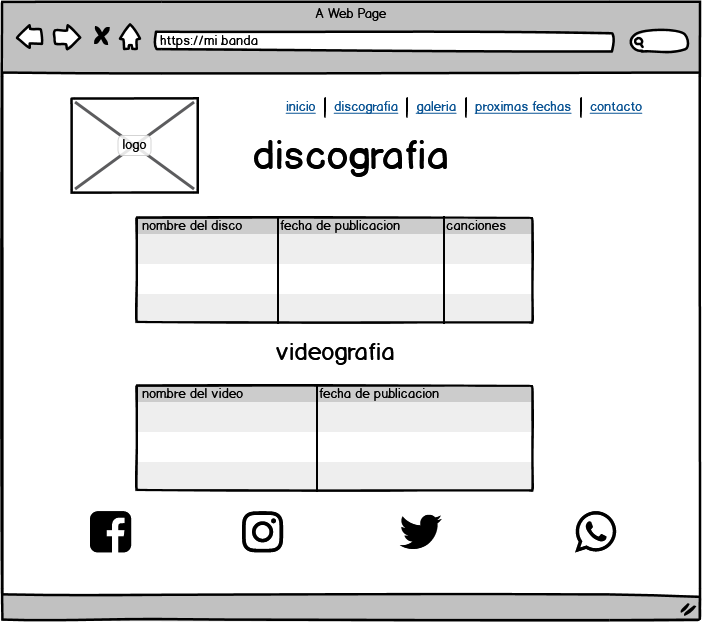 A Web Page
https://mi.banda
inicio | discografia | galeria | proximas fechas | contacto
logo
discografia
nombre del disco fecha de publicacion canciones
videografia
nombre del video fecha de publicacion